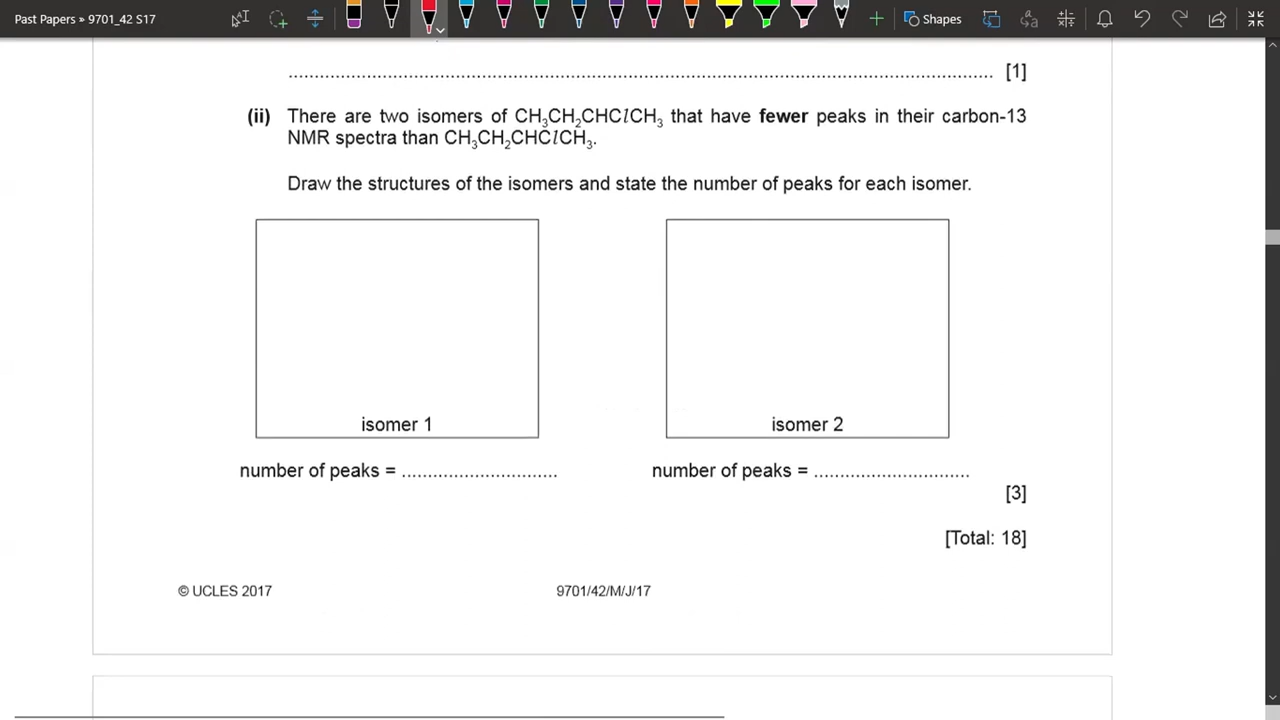 Past Papers » 9701_42 S17
Shapes
[1]
(ii) There are two isomers of CH₃CH₂CHClCH₃ that have fewer peaks in their carbon-13
NMR spectra than CH₃CH₂CHClCH₃.
Draw the structures of the isomers and state the number of peaks for each isomer.
isomer 1
isomer 2
number of peaks = ..............................
number of peaks = ..............................
[3]
[Total: 18]
© UCLES 2017
9701/42/M/J/17